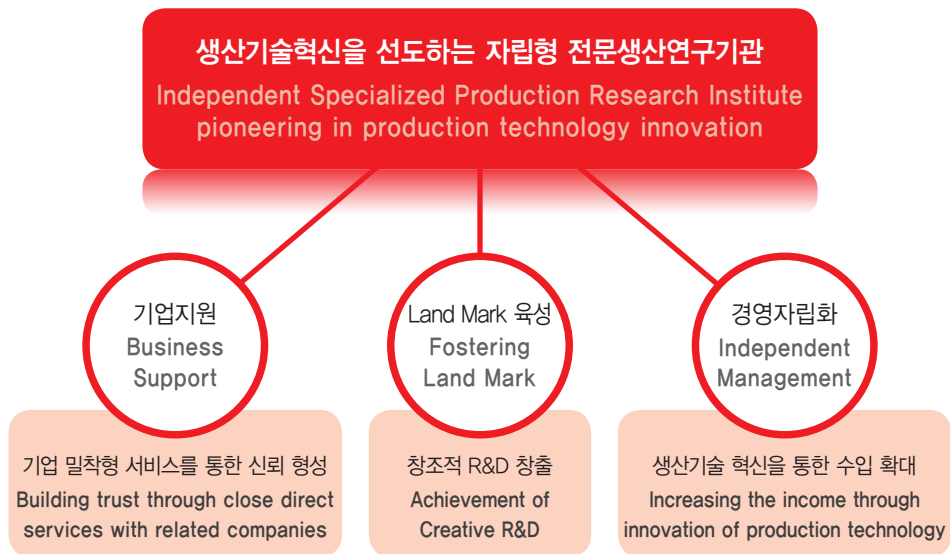 생산기술혁신을 선도하는 자립형 전문생산연구기관
Independent Specialized Production Research Institute
pioneering in production technology innovation
기업지원
Business
Support
Land Mark 육성
Fostering
Land Mark
경영자립화
Independent
Management
기업 밀착형 서비스를 통한 신뢰 형성
Building trust through close direct
services with related companies
창조적 R&D 창출
Achievement of
Creative R&D
생산기술 혁신을 통한 수입 확대
Increasing the income through
innovation of production technology